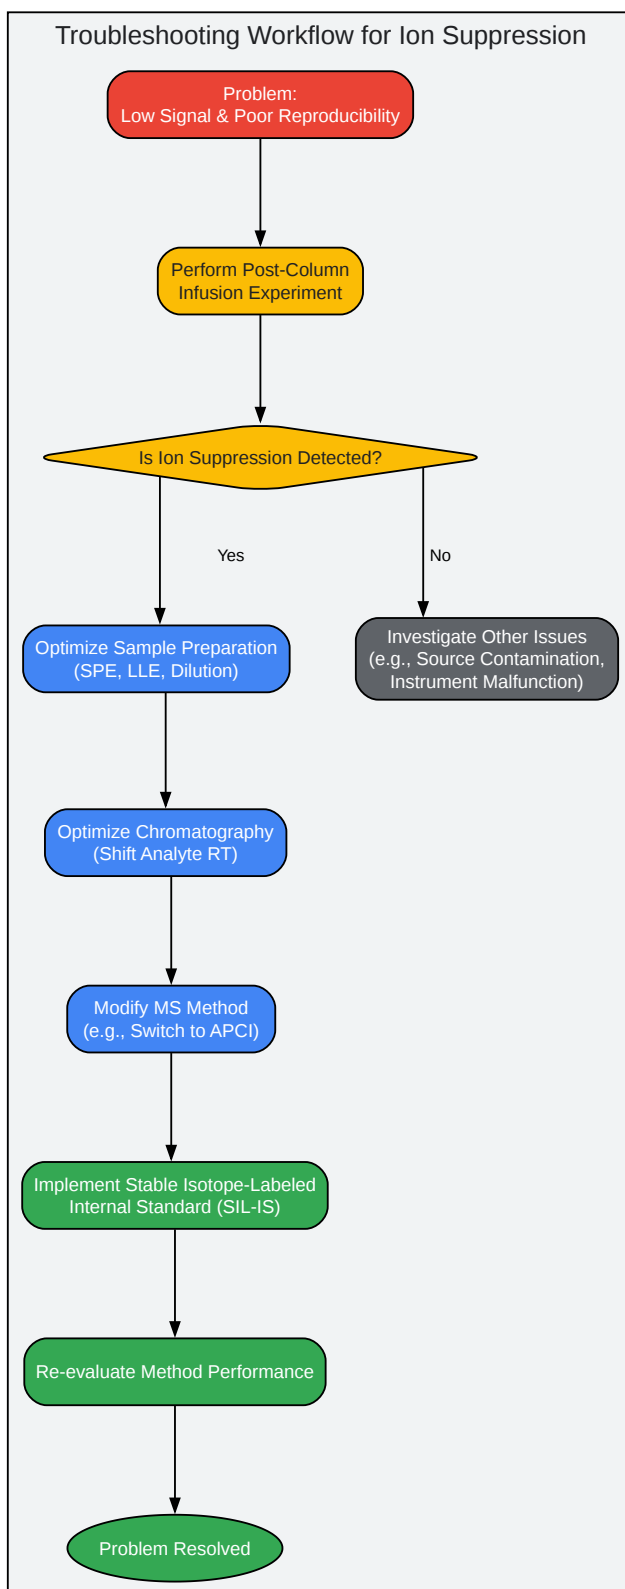 Troubleshooting Workflow for Ion Suppression
Problem:
Low Signal & Poor Reproducibility
Perform Post-Column
Infusion Experiment
Is Ion Suppression Detected?
Yes
No
Optimize Sample Preparation
(SPE, LLE, Dilution)
Investigate Other Issues
(e.g., Source Contamination,
Instrument Malfunction)
Optimize Chromatography
(Shift Analyte RT)
Modify MS Method
(e.g., Switch to APCI)
Implement Stable Isotope-Labeled
Internal Standard (SIL-IS)
Re-evaluate Method Performance
Problem Resolved